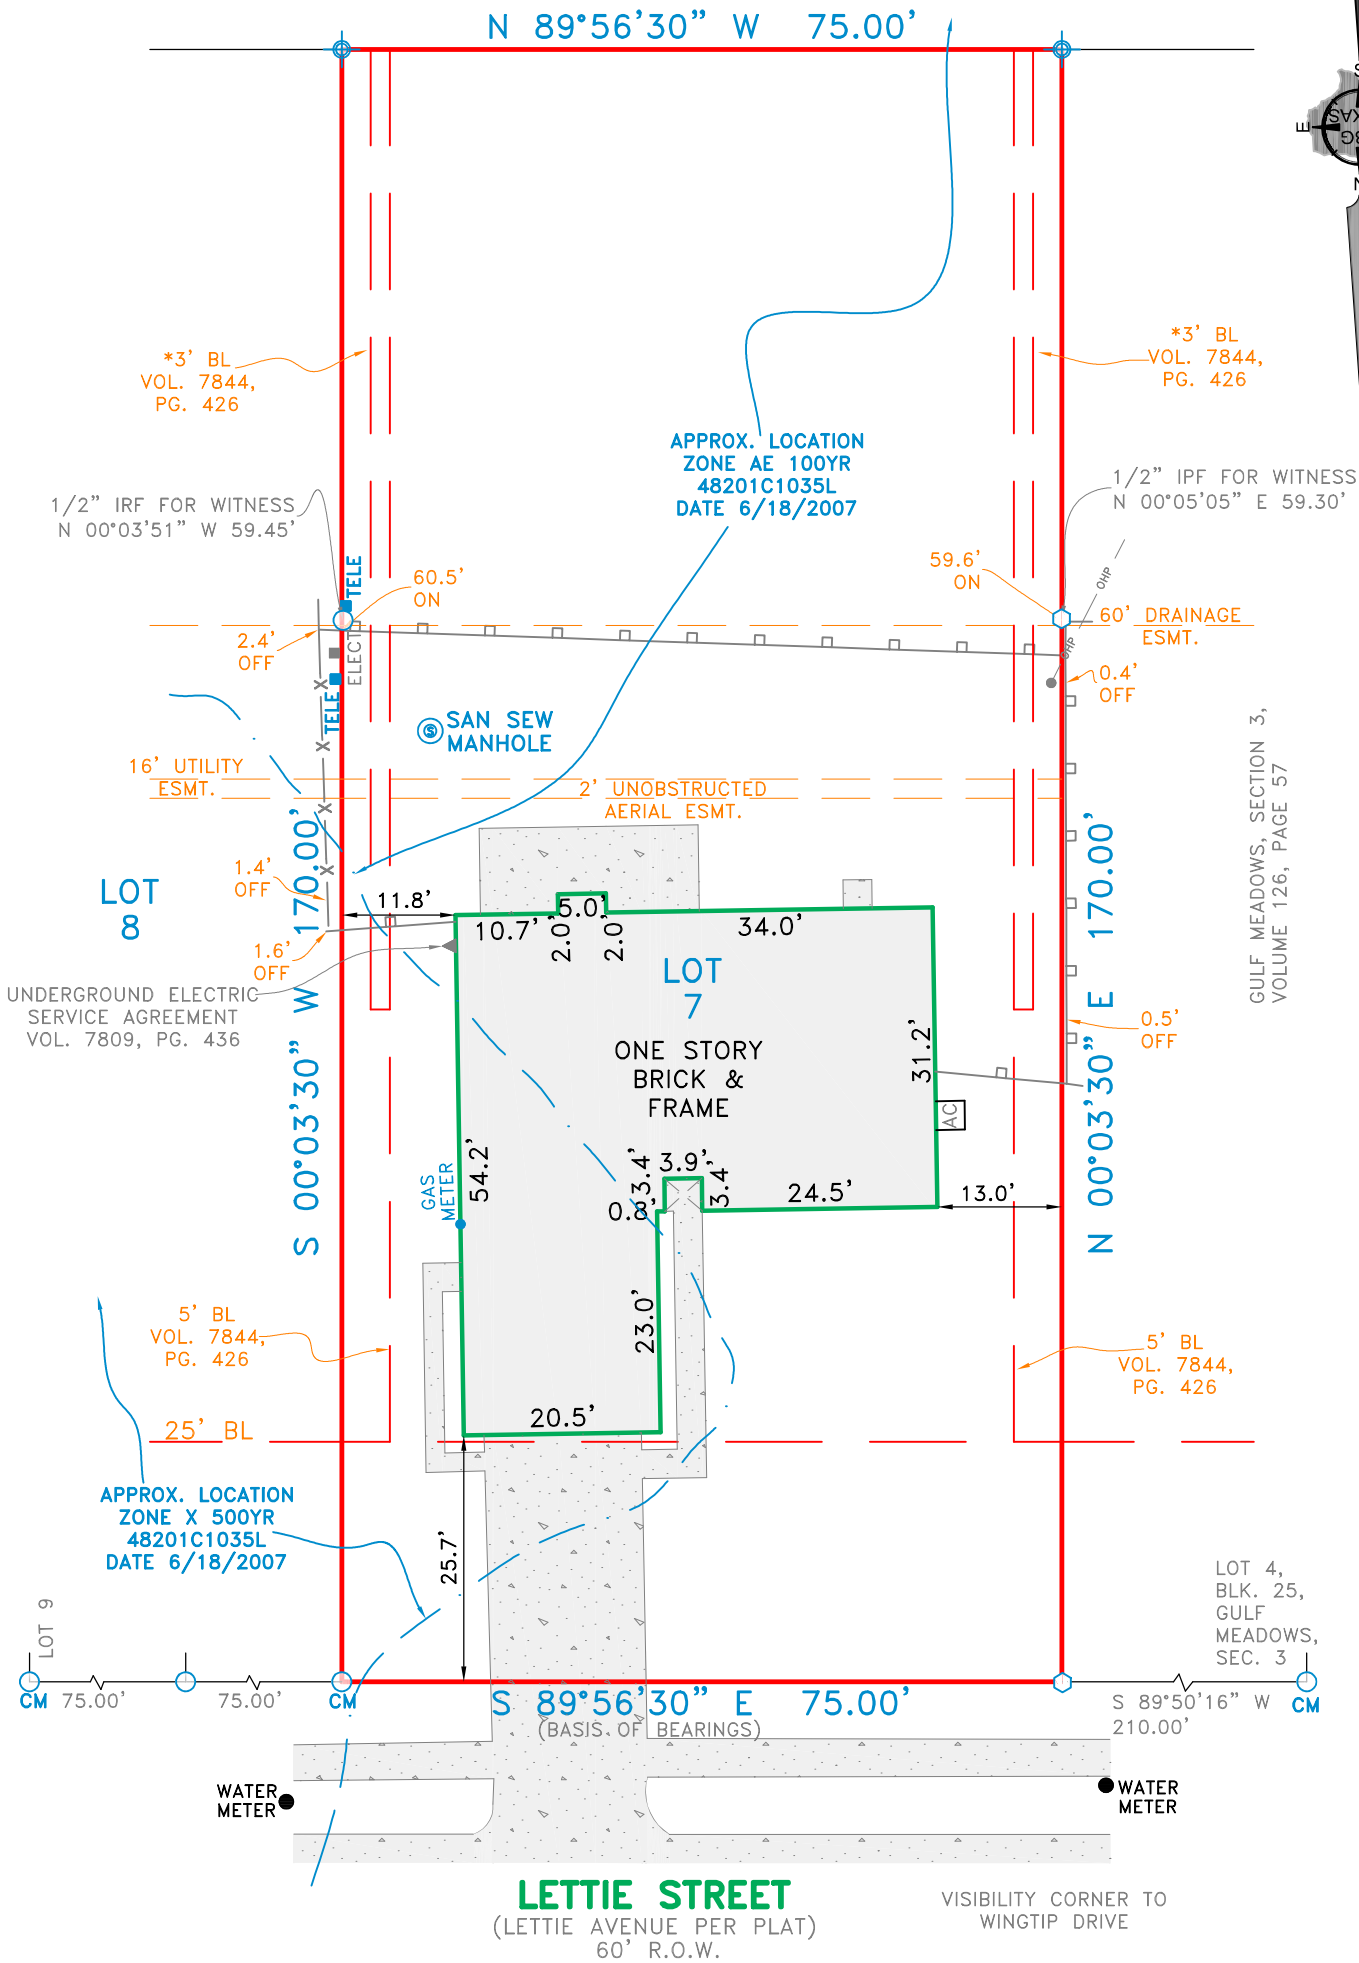 N 89°56'30" W 75.00'
S
E
N
*3' BL
VOL. 7844,
PG. 426
*3' BL
VOL. 7844,
PG. 426
APPROX. LOCATION
ZONE AE 100YR
48201C1035L
DATE 6/18/2007
1/2" IRF FOR WITNESS
N 00°03'51" W 59.45'
1/2" IPF FOR WITNESS
N 00°05'05" E 59.30'
TELE
60.5'
ON
59.6'
ON
OHP
60' DRAINAGE
ESMT.
2.4'
OFF
ELECT
OHP
TELE
0.4'
OFF
SAN SEW
MANHOLE
S
16' UTILITY
ESMT.
2' UNOBSTRUCTED
AERIAL ESMT.
GULF MEADOWS, SECTION 3,
VOLUME 126, PAGE 57
LOT
8
1.4'
OFF
11.8'
10.7'
5.0'
2.0'
2.0'
34.0'
1.6'
OFF
LOT
7
UNDERGROUND ELECTRIC
SERVICE AGREEMENT
VOL. 7809, PG. 436
S 00°03'30" W 170.00'
N 00°03'30" E 170.00'
0.5'
OFF
ONE STORY
BRICK &
FRAME
31.2'
AC
54.2'
GAS
METER
3.4'
3.9'
3.4'
0.8'
24.5'
13.0'
23.0'
5' BL
VOL. 7844,
PG. 426
5' BL
VOL. 7844,
PG. 426
25' BL
20.5'
25.7'
APPROX. LOCATION
ZONE X 500YR
48201C1035L
DATE 6/18/2007
LOT 9
LOT 4,
BLK. 25,
GULF
MEADOWS,
SEC. 3
CM
75.00'
75.00'
CM
S 89°56'30" E 75.00'
(BASIS OF BEARINGS)
S 89°50'16" W
210.00'
CM
WATER
METER
WATER
METER
LETTIE STREET
(LETTIE AVENUE PER PLAT)
60' R.O.W.
VISIBILITY CORNER TO
WINGTIP DRIVE